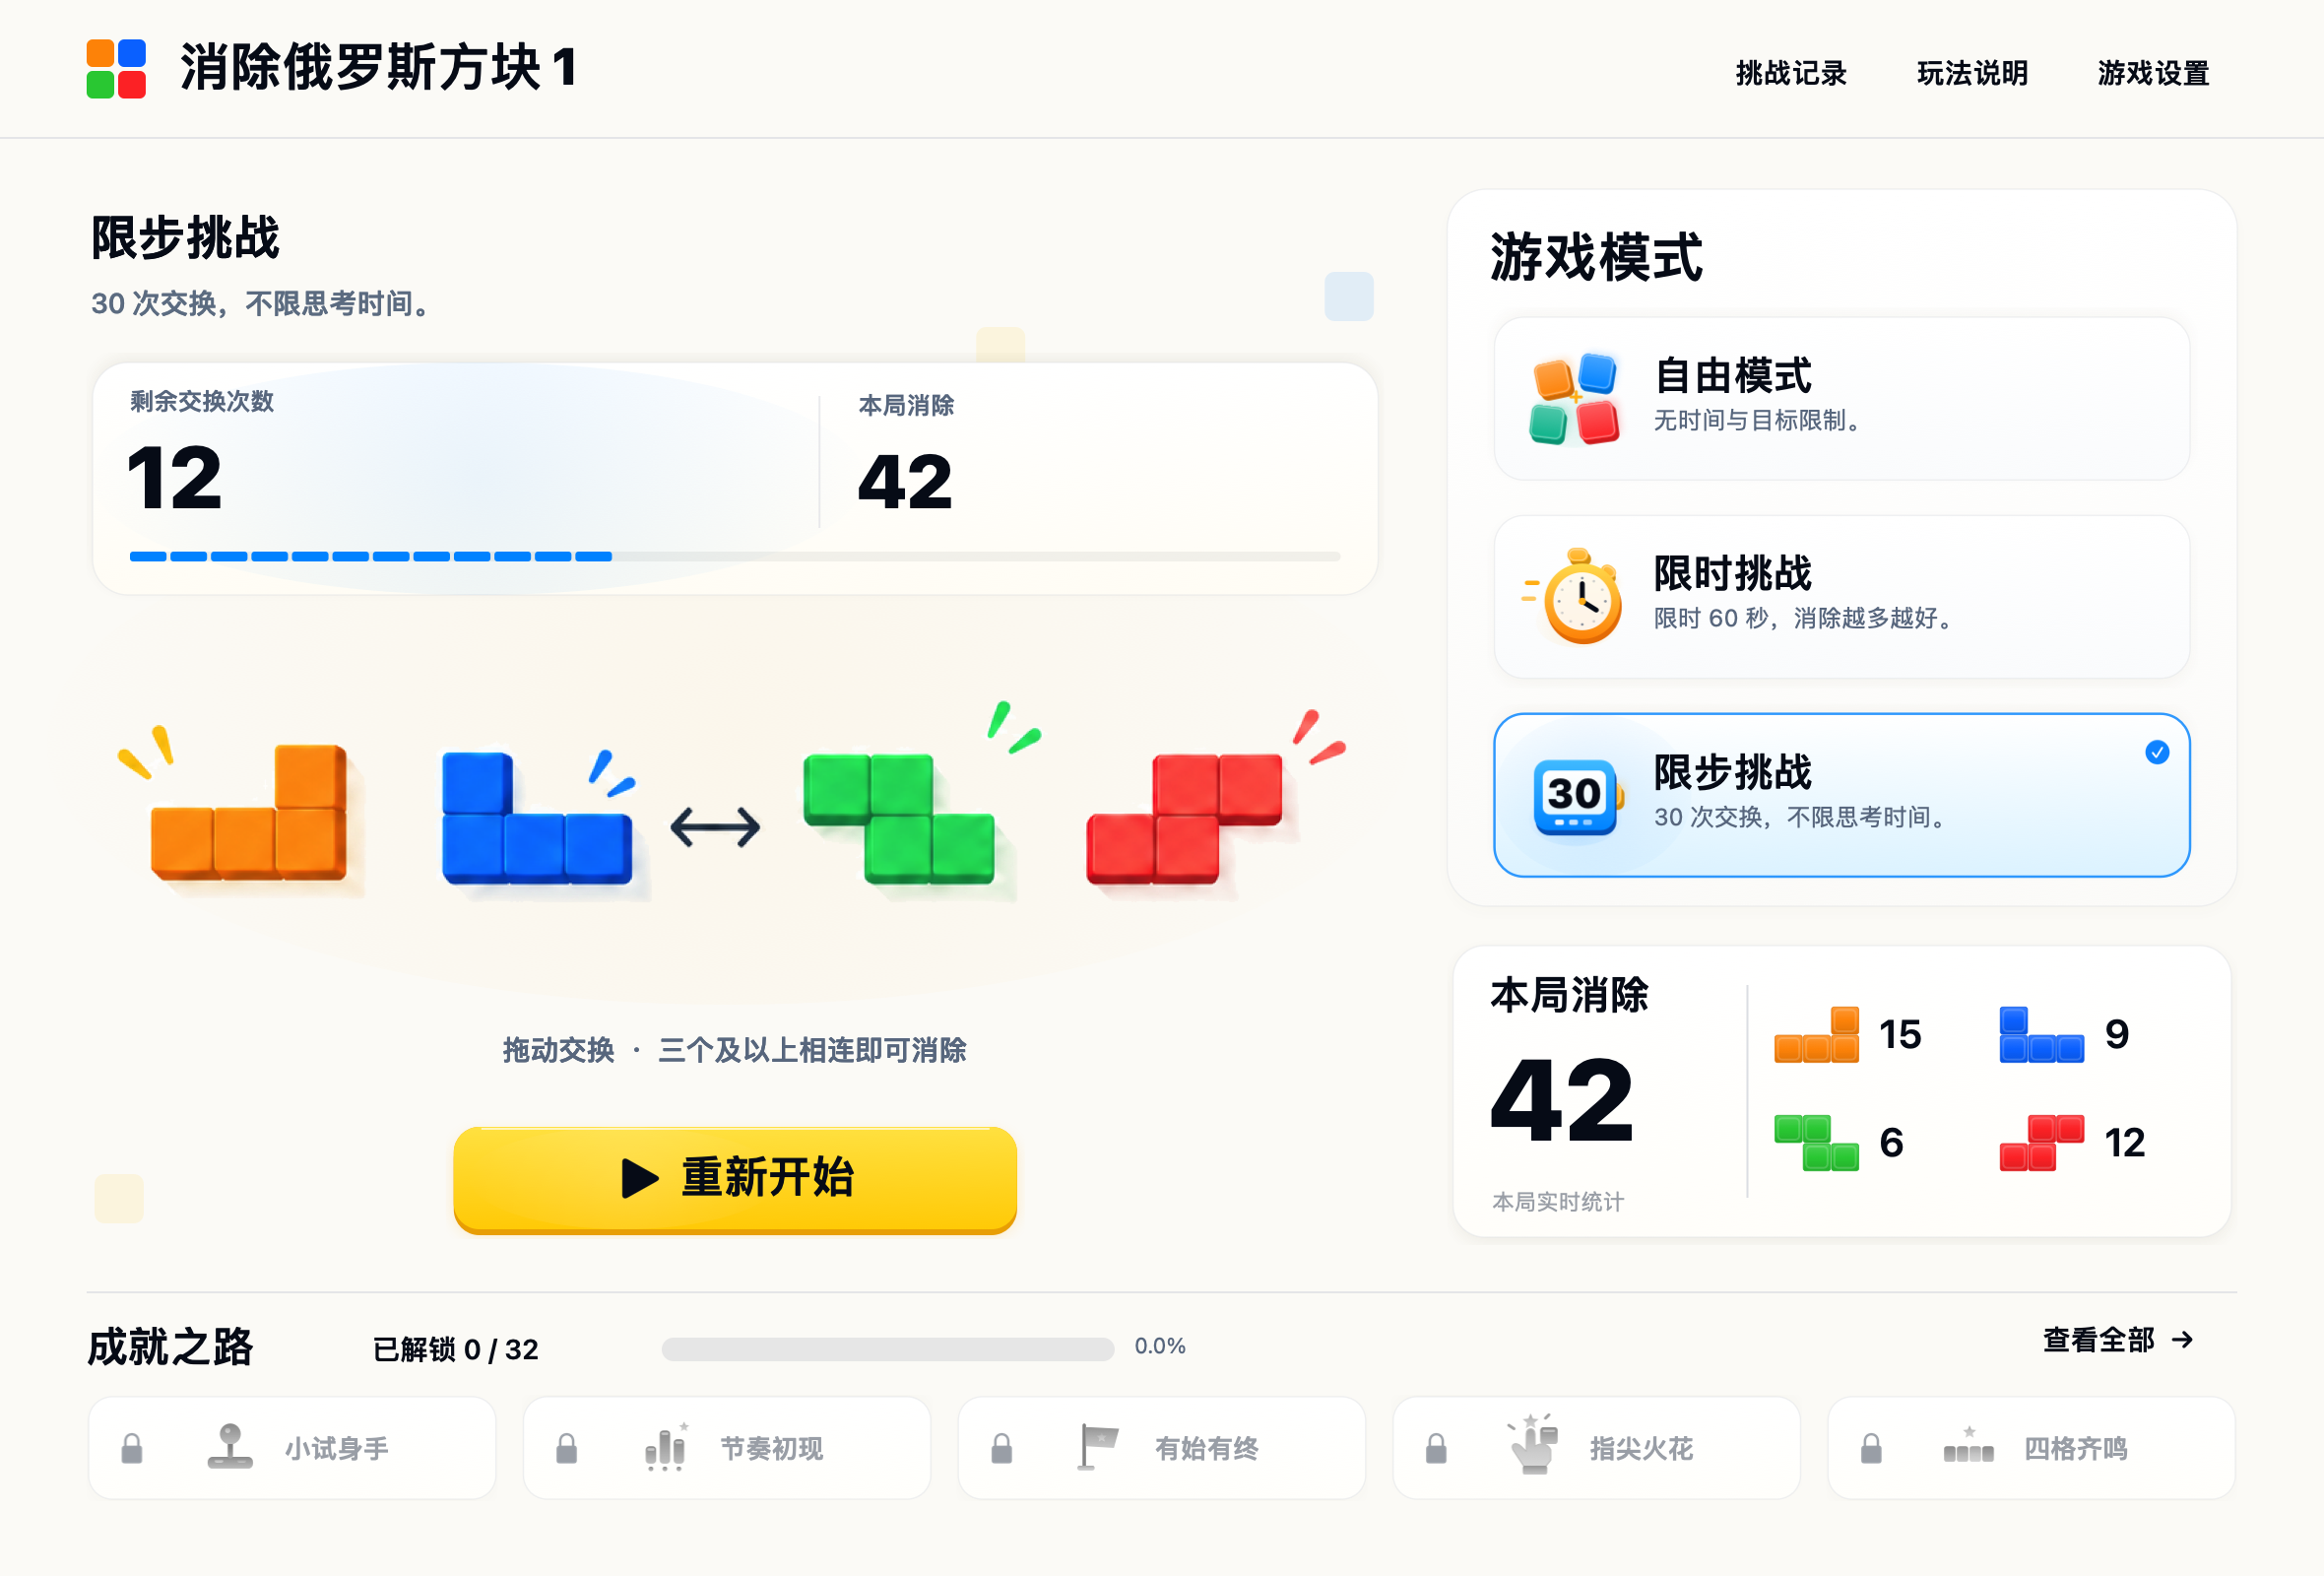 消除俄罗斯方块 1
挑战记录
玩法说明
游戏设置
限步挑战
30 次交换，不限思考时间。
剩余交换次数
12
本局消除
42
拖动交换 · 三个及以上相连即可消除
重新开始
游戏模式
自由模式
无时间与目标限制。
限时挑战
限时 60 秒，消除越多越好。
30
限步挑战
30 次交换，不限思考时间。
本局消除
42
本局实时统计
15
9
6
12
成就之路
已解锁 0 / 32
0.0%
查看全部 →
小试身手
节奏初现
有始有终
指尖火花
四格齐鸣